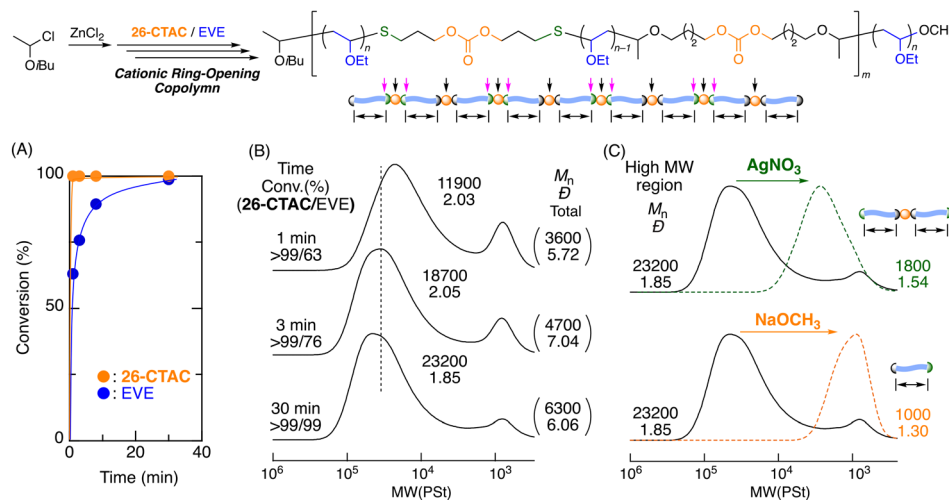 Cl
OiBu
ZnCl2
26-CTAC / EVE
Cationic Ring-Opening
Copolymn
OiBu
n
OEt
S
O
O
O
S
n−1
OEt
O
2
O
O
O
2
O
m
n
OEt
OCH
(A)
Conversion (%)
100
50
0
0
20
40
Time (min)
: 26-CTAC
: EVE
(B)
Time
Conv.(%)
(26-CTAC/EVE)
Mn
Đ
Total
11900
2.03
1 min
>99/63
3600
5.72
18700
2.05
3 min
>99/76
4700
7.04
23200
1.85
30 min
>99/99
6300
6.06
10^6
10^5
10^4
10^3
MW(PSt)
(C)
High MW
region
Mn
Đ
AgNO3
23200
1.85
1800
1.54
NaOCH3
23200
1.85
1000
1.30
10^6
10^5
10^4
10^3
MW(PSt)